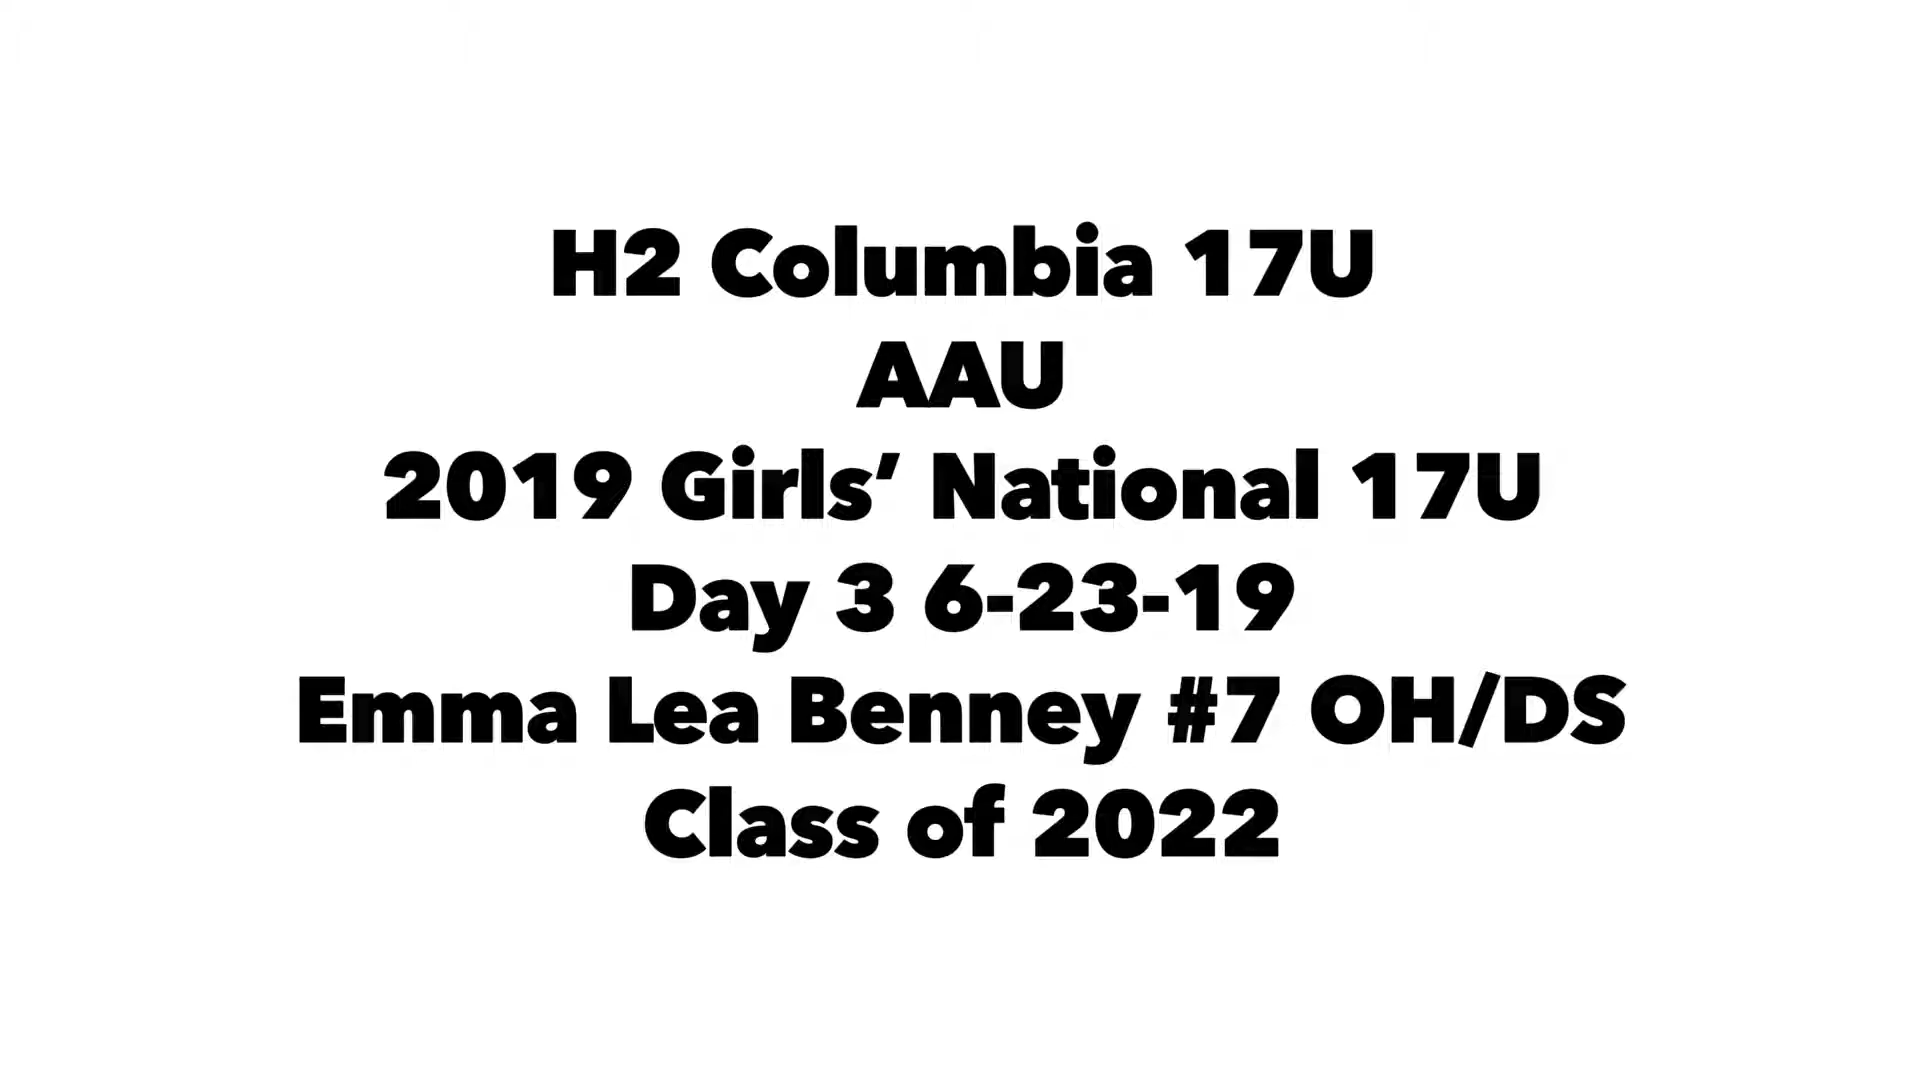 H2 Columbia 17U
AAU
2019 Girls’ National 17U
Day 3 6-23-19
Emma Lea Benney #7 OH/DS
Class of 2022